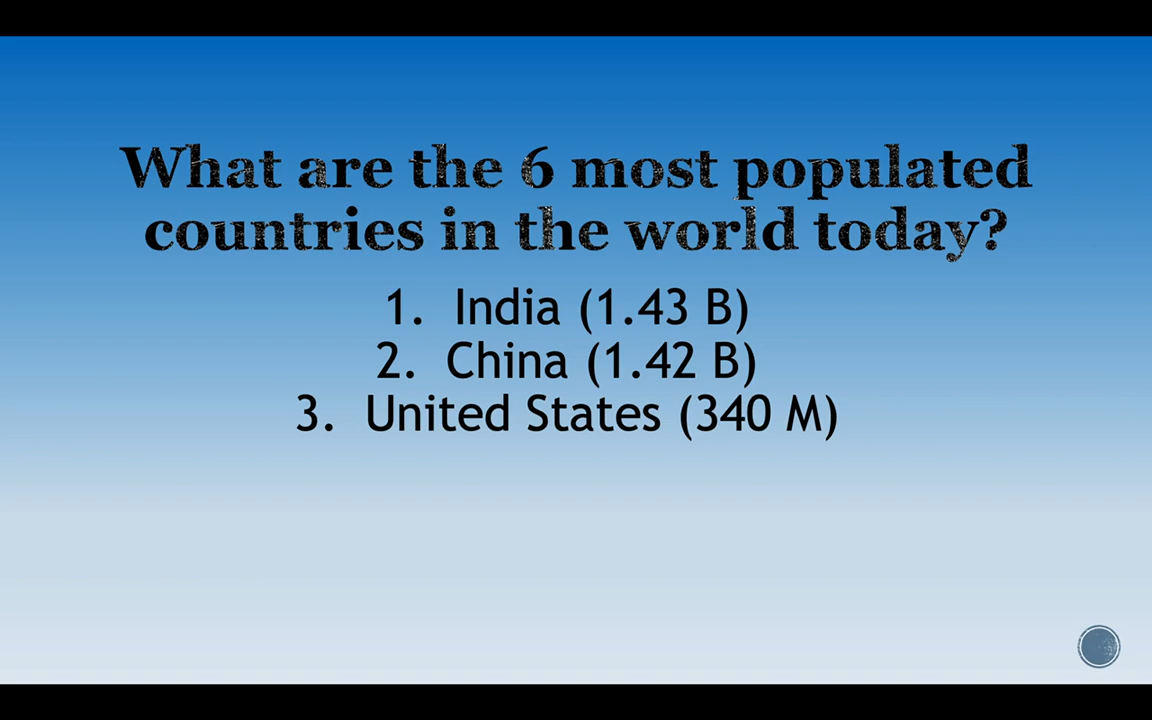 What are the 6 most populated
countries in the world today?
1. India (1.43 B)
2. China (1.42 B)
3. United States (340 M)